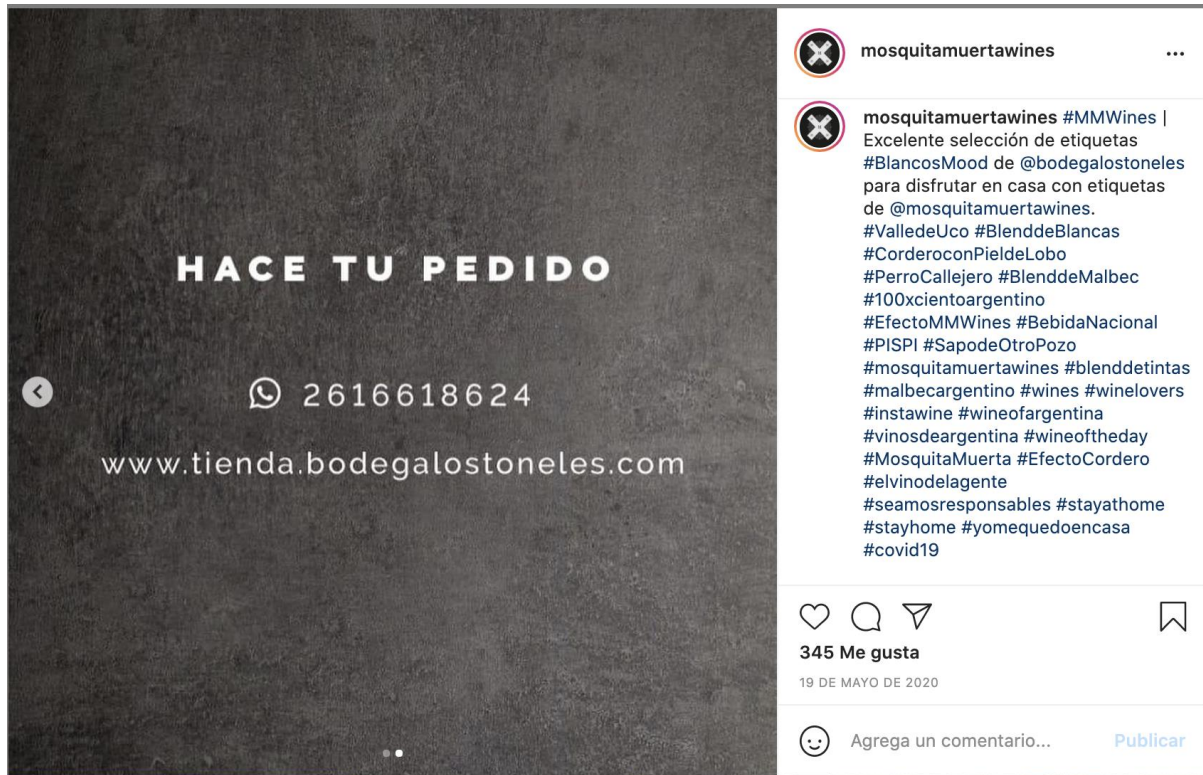 HACE TU PEDIDO
2616618624
www.tienda.bodegalostoneles.com
mosquitamuertawines
mosquitamuertawines #MMWines |
Excelente selección de etiquetas
#BlancosMood de @bodegalostoneles
para disfrutar en casa con etiquetas
de @mosquitamuertawines.
#ValledeUco #BlenddeBlancas
#CorderoconPieldeLobo
#PerroCallejero #BlenddeMalbec
#100xcientoargentino
#EfectoMMWines #BebidaNacional
#PISPI #SapodeOtroPozo
#mosquitamuertawines #blenddetintas
#malbecargentino #wines #winelovers
#instawine #wineofargentina
#vinosdeargentina #wineoftheday
#MosquitaMuerta #EfectoCordero
#elvinodelagente
#seamosresponsables #stayathome
#stayhome #yomequedoencasa
#covid19
345 Me gusta
19 DE MAYO DE 2020
Agrega un comentario... Publicar